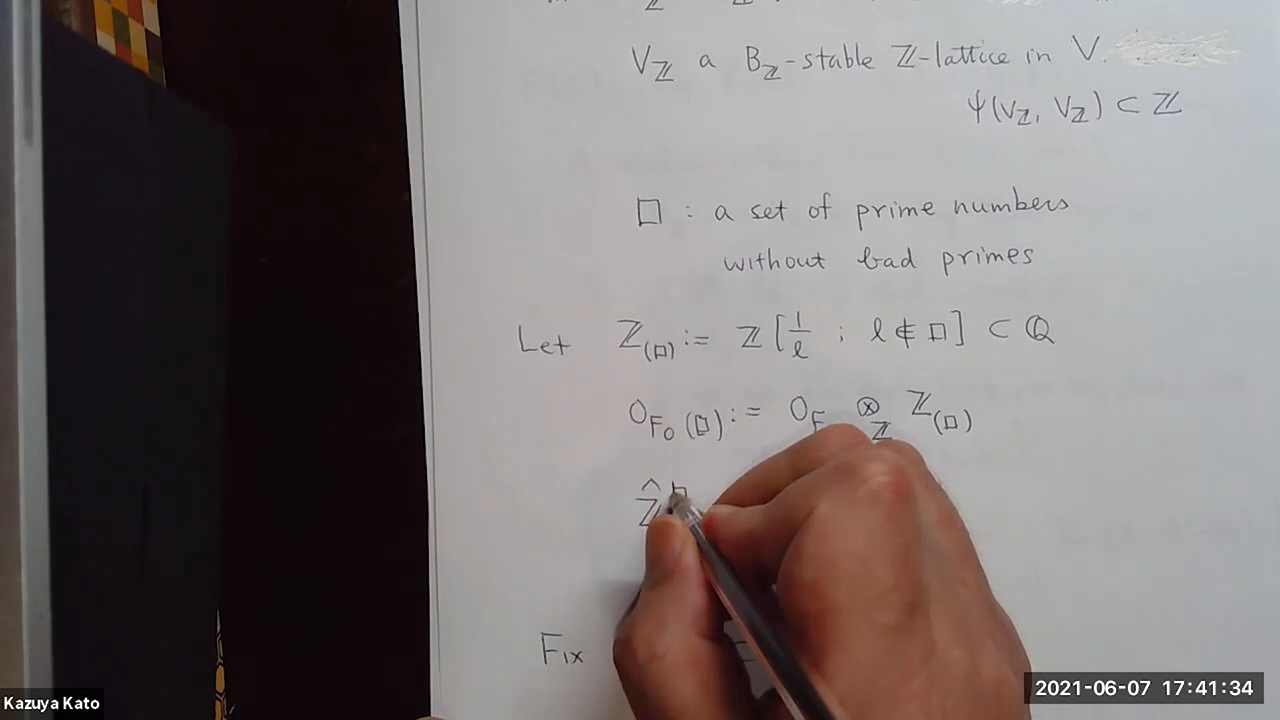 V_ℤ a B_ℤ-stable ℤ-lattice in V.
ψ(V_ℤ, V_ℤ) ⊂ ℤ
□ : a set of prime numbers
without bad primes
Let ℤ_(□) := ℤ[1/ℓ ; ℓ ∉ □] ⊂ ℚ
O_F₀(□) := O_F ⊗_ℤ ℤ_(□)
Ẑ^□
Fix
Kazuya Kato
2021-06-07 17:41:34